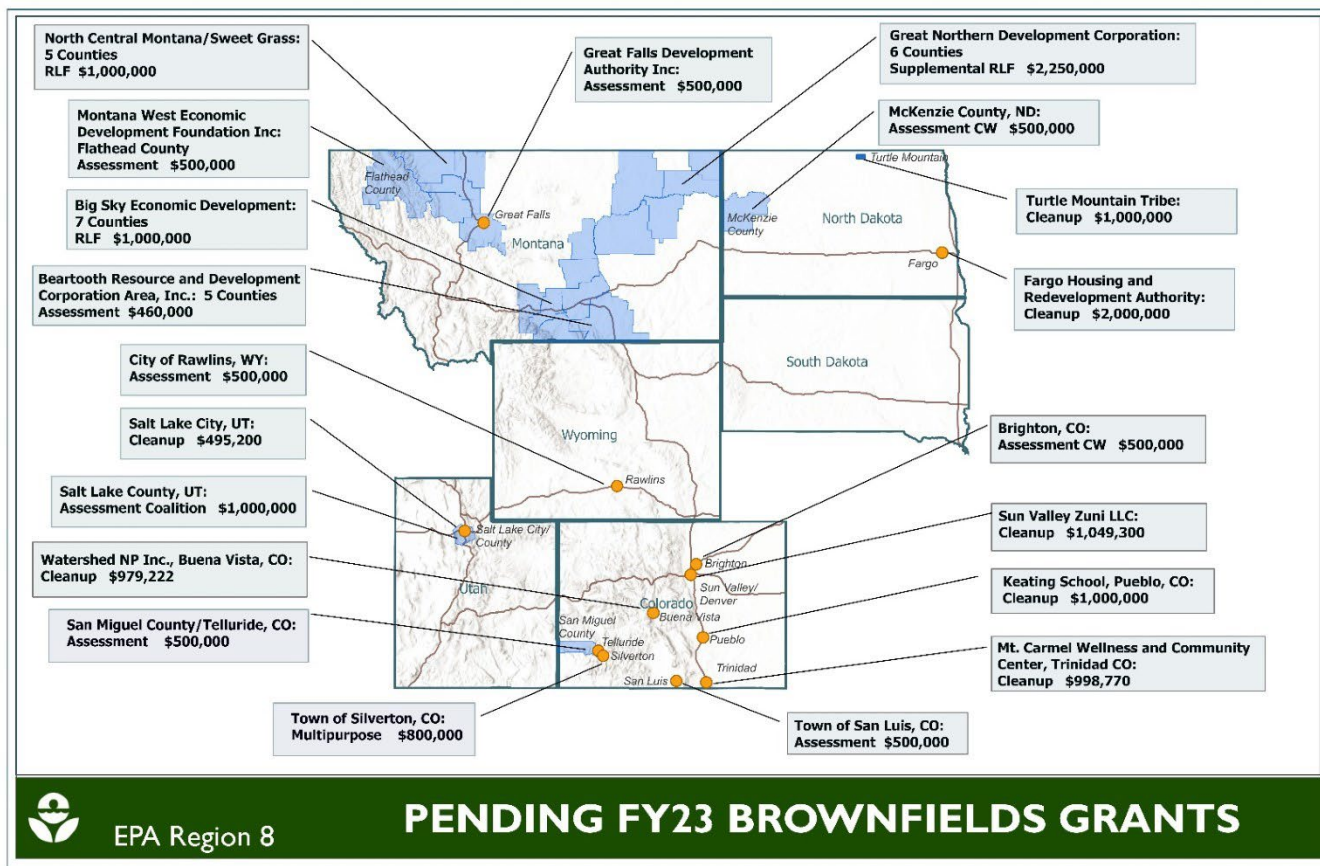 North Central Montana/Sweet Grass:
5 Counties
RLF $1,000,000
Great Falls Development
Authority Inc:
Assessment $500,000
Great Northern Development Corporation:
6 Counties
Supplemental RLF $2,250,000
Montana West Economic
Development Foundation Inc:
Flathead County
Assessment $500,000
McKenzie County, ND:
Assessment CW $500,000
Big Sky Economic Development:
7 Counties
RLF $1,000,000
Turtle Mountain Tribe:
Cleanup $1,000,000
Beartooth Resource and Development
Corporation Area, Inc.: 5 Counties
Assessment $460,000
Fargo Housing and
Redevelopment Authority:
Cleanup $2,000,000
City of Rawlins, WY:
Assessment $500,000
Salt Lake City, UT:
Cleanup $495,200
Brighton, CO:
Assessment CW $500,000
Salt Lake County, UT:
Assessment Coalition $1,000,000
Sun Valley Zuni LLC:
Cleanup $1,049,300
Watershed NP Inc., Buena Vista, CO:
Cleanup $979,222
Keating School, Pueblo, CO:
Cleanup $1,000,000
San Miguel County/Telluride, CO:
Assessment $500,000
Mt. Carmel Wellness and Community
Center, Trinidad CO:
Cleanup $998,770
Town of Silverton, CO:
Multipurpose $800,000
Town of San Luis, CO:
Assessment $500,000
Flathead
County
Great Falls
Montana
Turtle Mountain
McKenzie
County
North Dakota
Fargo
South Dakota
Wyoming
Rawlins
Salt Lake City/
County
Utah
Brighton
Sun Valley/
Denver
Colorado
Buena Vista
San Miguel
County
Telluride
Silverton
Pueblo
San Luis
Trinidad
EPA Region 8
PENDING FY23 BROWNFIELDS GRANTS